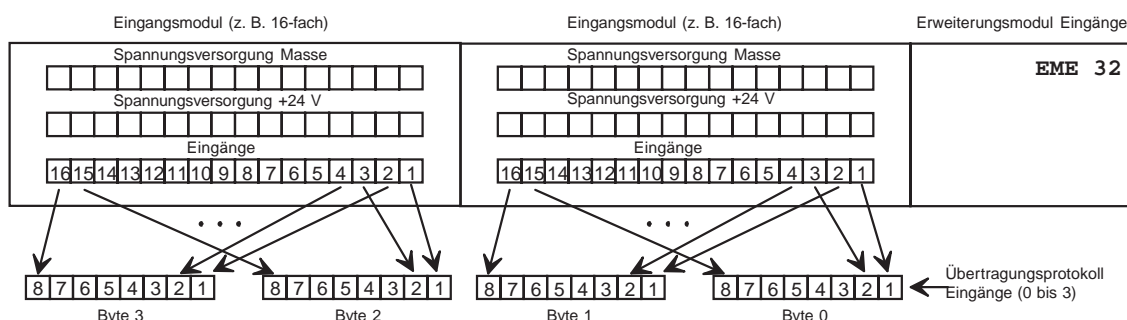 Eingangsmodul (z. B. 16-fach) Eingangsmodul (z. B. 16-fach) Erweiterungsmodul Eingänge
Spannungsversorgung Masse Spannungsversorgung Masse
EME 32
Spannungsversorgung +24 V Spannungsversorgung +24 V
Eingänge Eingänge
16 15 14 13 12 11 10 9 8 7 6 5 4 3 2 1 16 15 14 13 12 11 10 9 8 7 6 5 4 3 2 1
. . . . . .
8 7 6 5 4 3 2 1 8 7 6 5 4 3 2 1 8 7 6 5 4 3 2 1 8 7 6 5 4 3 2 1 Übertragungsprotokoll
Eingänge (0 bis 3)
Byte 3 Byte 2 Byte 1 Byte 0